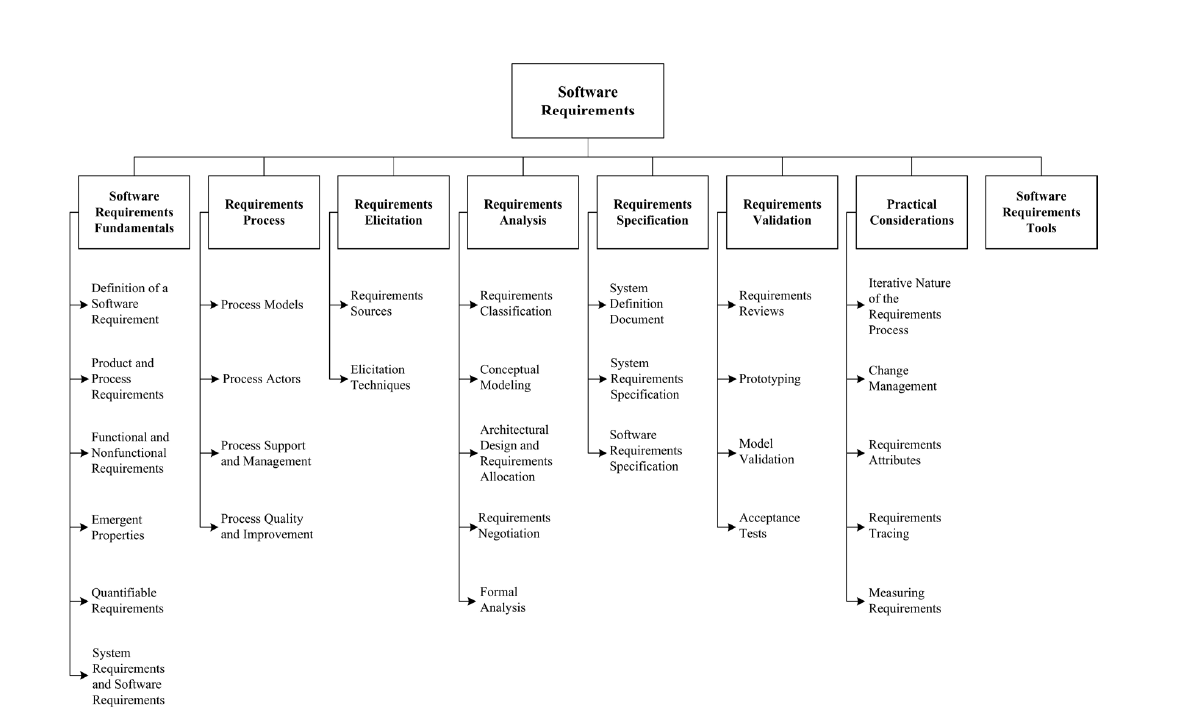 Software
Requirements
Software
Requirements
Fundamentals
Requirements
Process
Requirements
Elicitation
Requirements
Analysis
Requirements
Specification
Requirements
Validation
Practical
Considerations
Software
Requirements
Tools
Definition of a
Software
Requirement
Product and
Process
Requirements
Functional and
Nonfunctional
Requirements
Emergent
Properties
Quantifiable
Requirements
System
Requirements
and Software
Requirements
Process Models
Process Actors
Process Support
and Management
Process Quality
and Improvement
Requirements
Sources
Elicitation
Techniques
Requirements
Classification
Conceptual
Modeling
Architectural
Design and
Requirements
Allocation
Requirements
Negotiation
Formal
Analysis
System
Definition
Document
System
Requirements
Specification
Software
Requirements
Specification
Requirements
Reviews
Prototyping
Model
Validation
Acceptance
Tests
Iterative Nature
of the
Requirements
Process
Change
Management
Requirements
Attributes
Requirements
Tracing
Measuring
Requirements